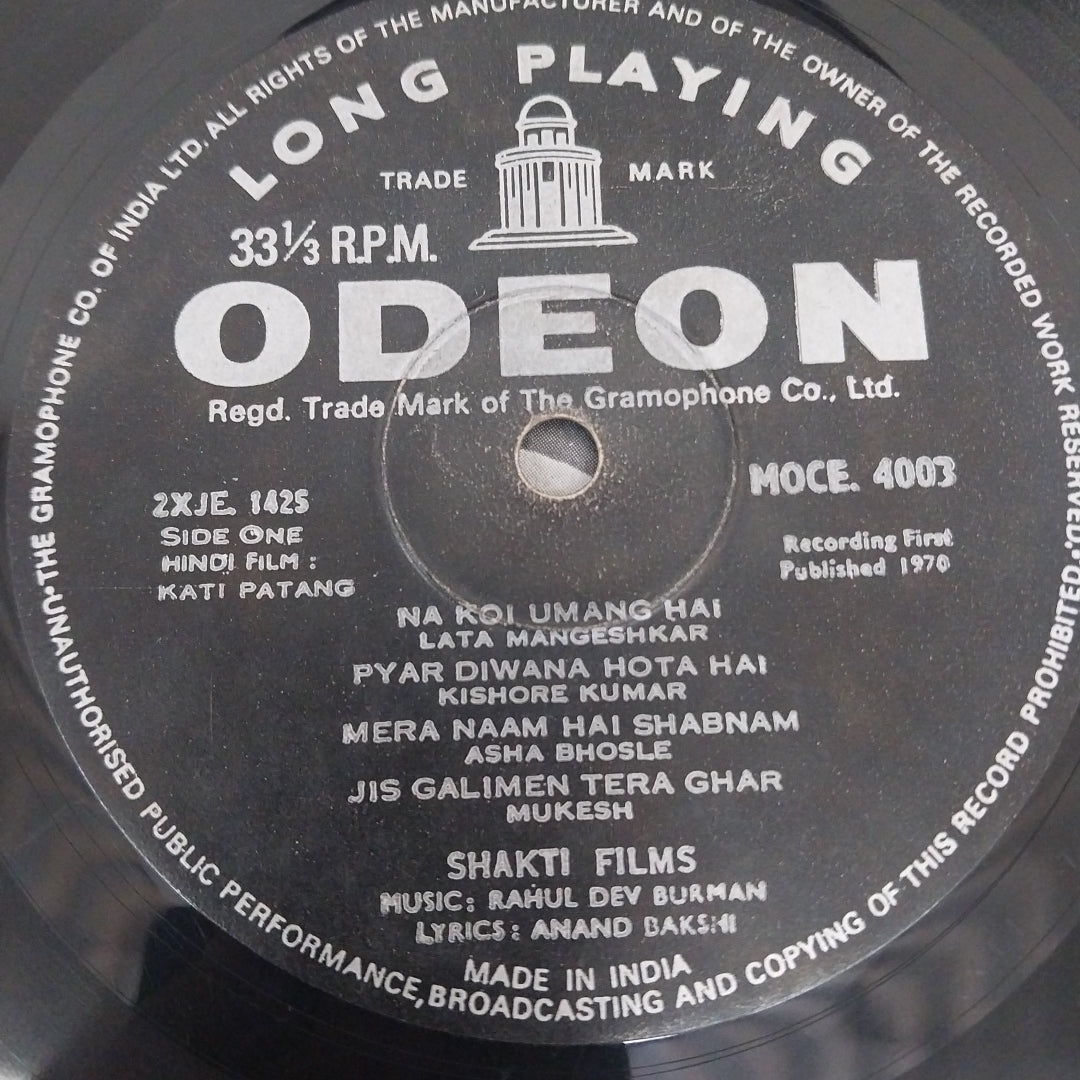 THE GRAMOPHONE CO. OF INDIA LTD. ALL RIGHTS OF THE MANUFACTURER AND OF THE OWNER OF THE RECORDED WORK RESERVED. UNAUTHORISED PUBLIC PERFORMANCE, BROADCASTING AND COPYING OF THIS RECORD PROHIBITED.
LONG PLAYING
TRADE MARK
33⅓ R.P.M.
ODEON
Regd. Trade Mark of The Gramophone Co., Ltd.
2XJE. 1425
MOCE. 4003
SIDE ONE
HINDI FILM :
KATI PATANG
Recording First
Published 1970
NA KOI UMANG HAI
LATA MANGESHKAR
PYAR DIWANA HOTA HAI
KISHORE KUMAR
MERA NAAM HAI SHABNAM
ASHA BHOSLE
JIS GALIMEN TERA GHAR
MUKESH
SHAKTI FILMS
MUSIC: RAHUL DEV BURMAN
LYRICS: ANAND BAKSHI
MADE IN INDIA